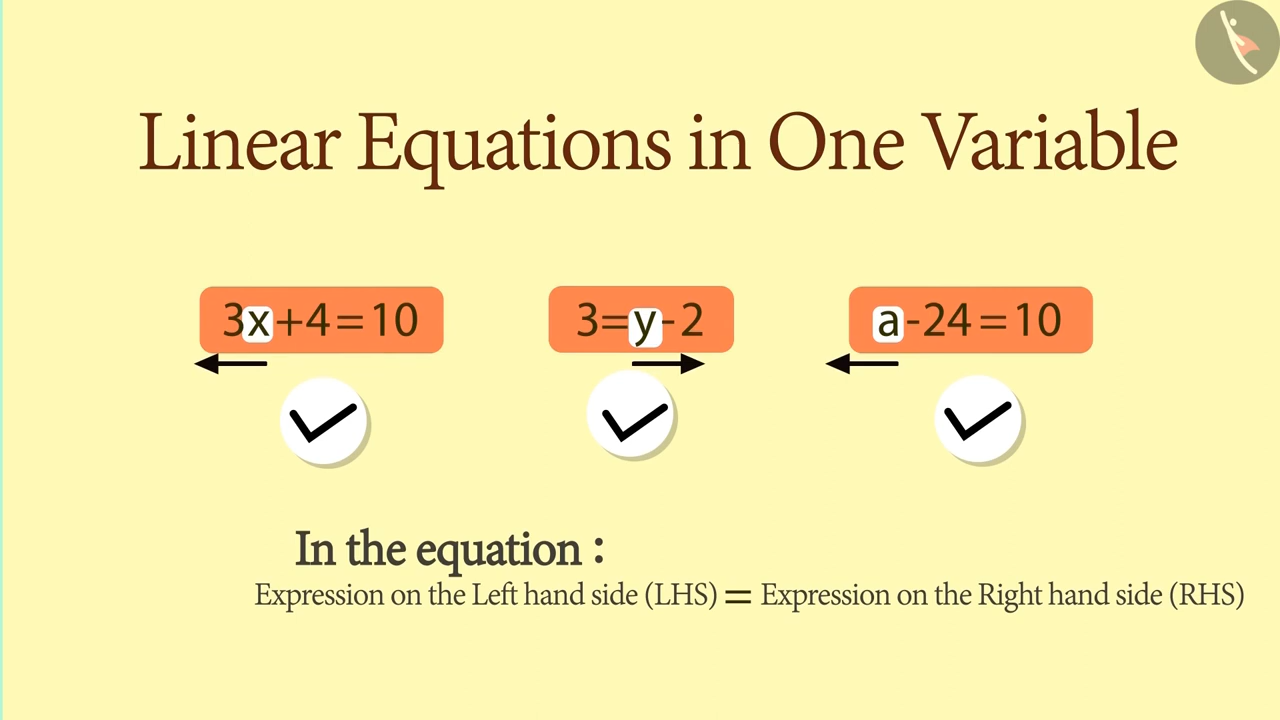 Linear Equations in One Variable
3x+4=10
3=y-2
a-24=10
In the equation :
Expression on the Left hand side (LHS) = Expression on the Right hand side (RHS)